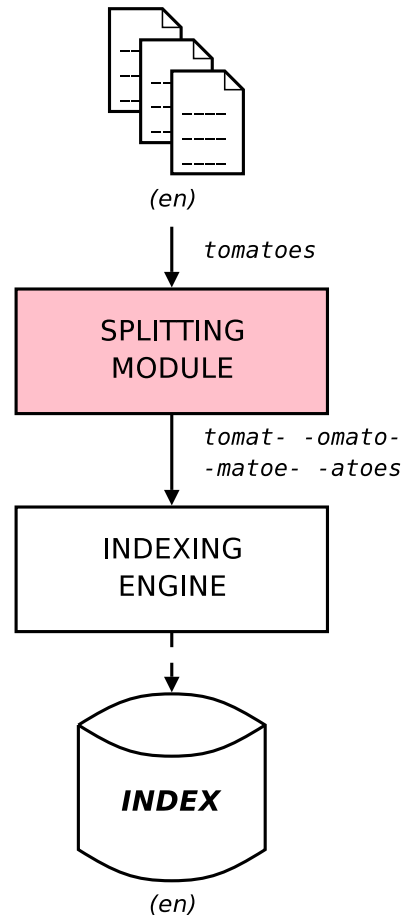 (en)
tomatoes
SPLITTING
MODULE
tomat- -omato-
-matoe- -atoes
INDEXING
ENGINE
INDEX
(en)